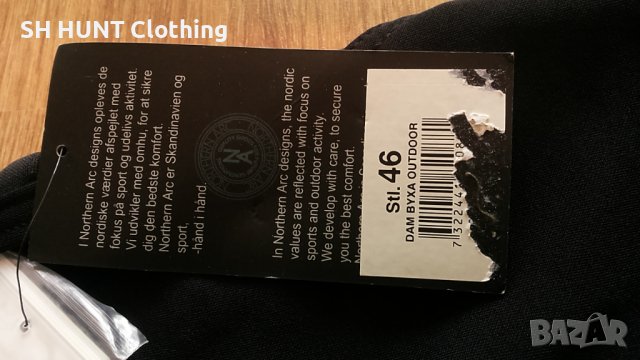 SH HUNT Clothing
I Northern Arc designs opleves de
nordiske værdier afspejlet med
fokus på sport og udelivs aktivitet.
Vi udvikler med omhu, for at sikre
dig den bedste komfort.
Northern Arc er Skandinavien og
sport,
-hånd i hånd.
In Northern Arc designs, the nordic
values are reflected with focus on
sports and outdoor activity.
We develop with care, to secure
you the best comfort.
Stl. 46
DAM BYXA OUTDOOR
BAZAR